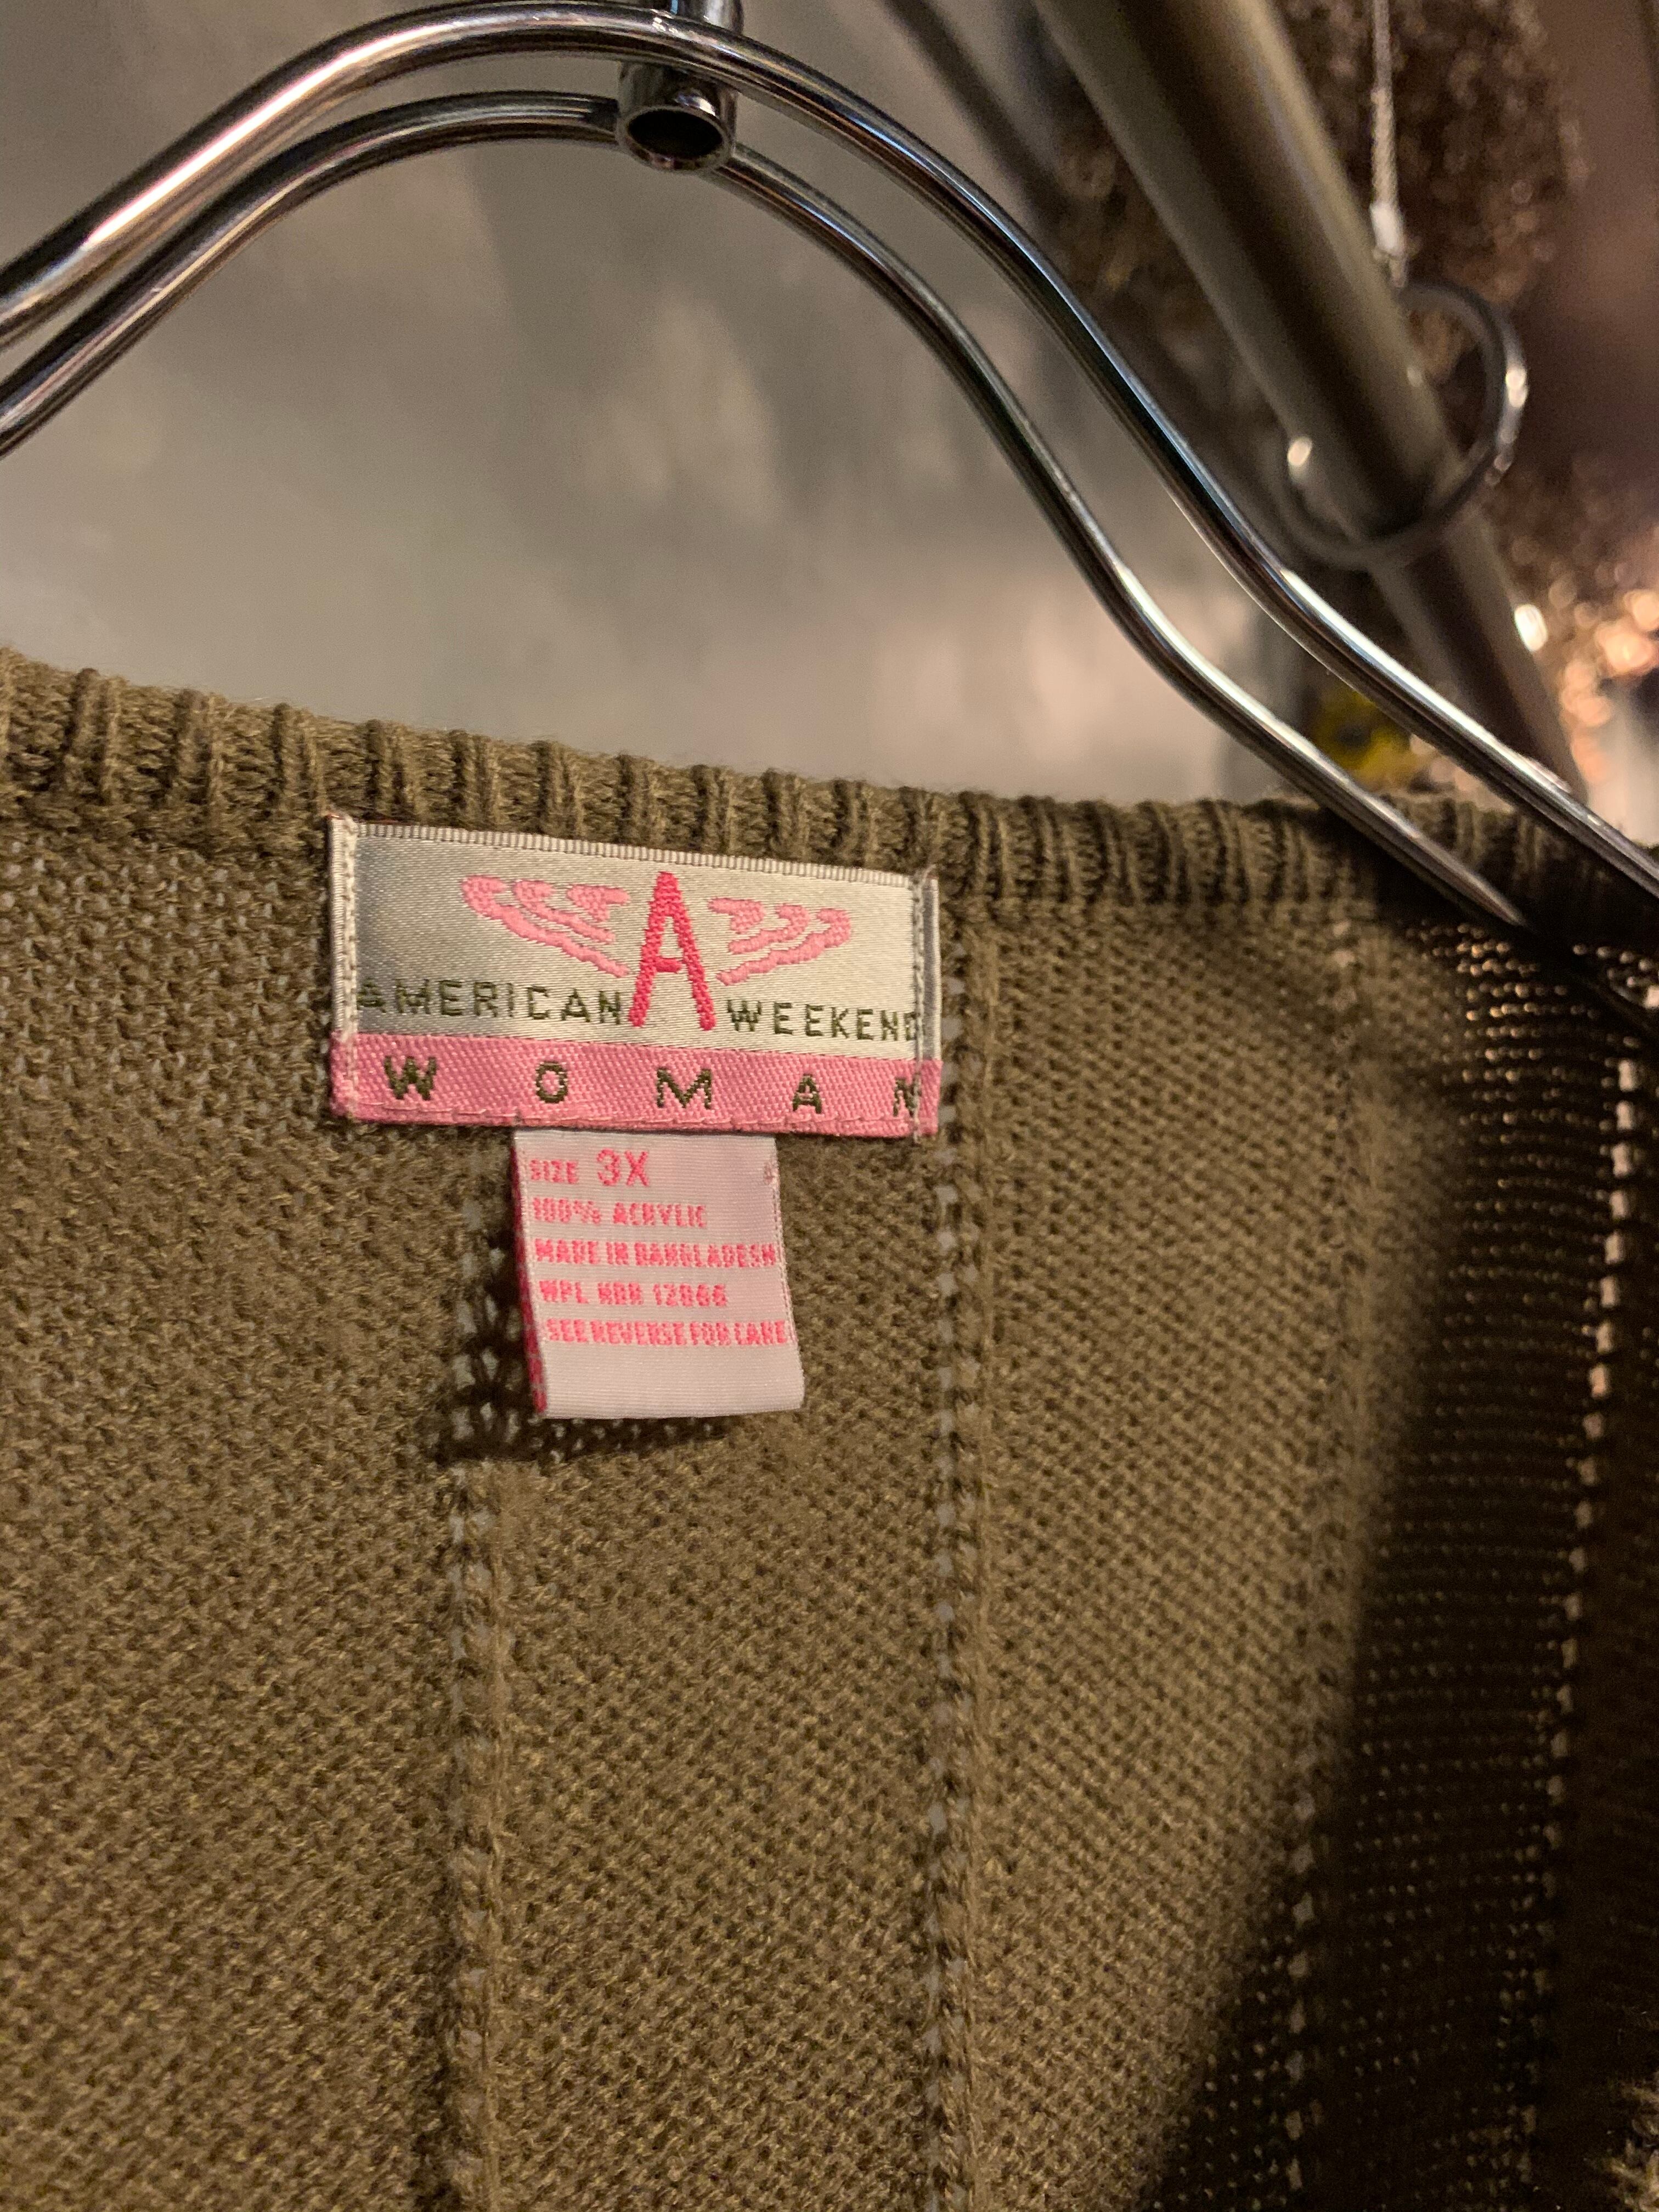 AMERICAN A WEEKEND
WOMAN
SIZE 3X
100% ACRYLIC
MADE IN BANGLADESH
WPL NBR 12866
SEE REVERSE FOR CARE